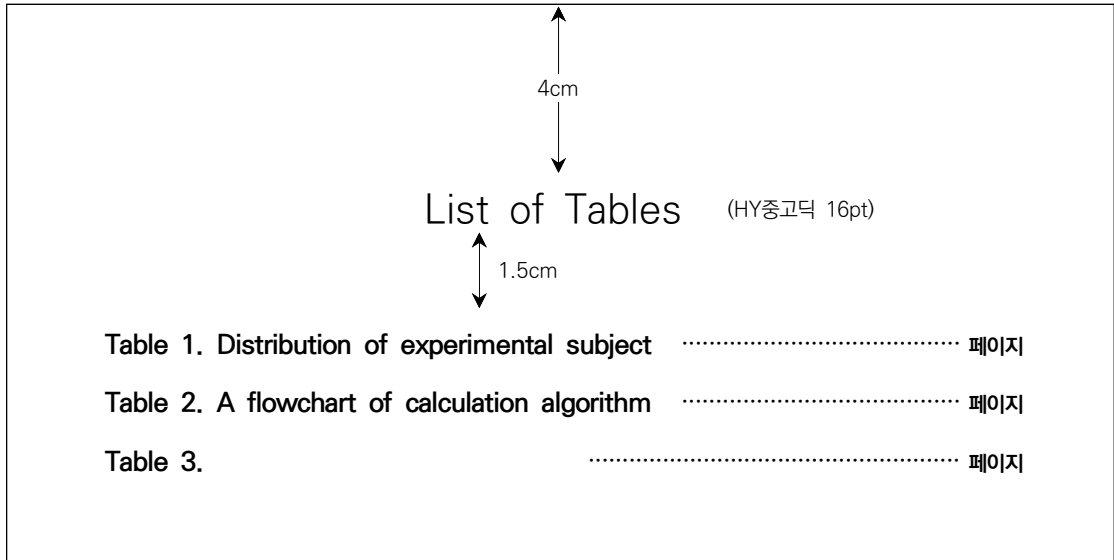 4cm
List of Tables (HY중고딕 16pt)
1.5cm
Table 1. Distribution of experimental subject ········································ 페이지
Table 2. A flowchart of calculation algorithm ········································ 페이지
Table 3. ······················································ 페이지